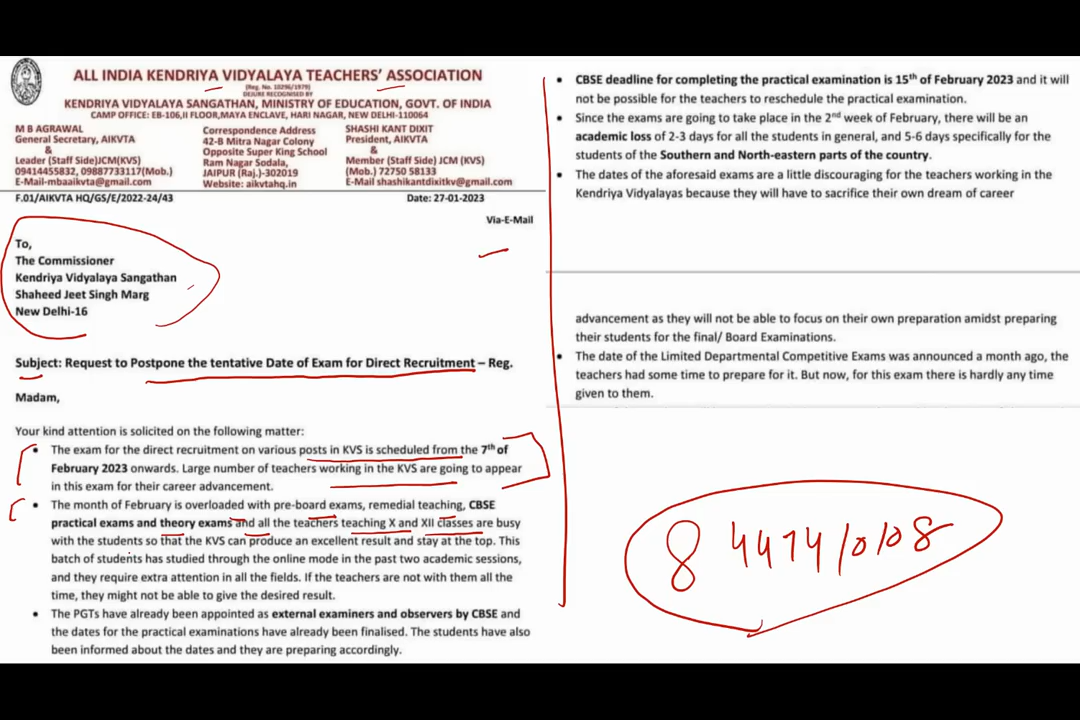 ALL INDIA KENDRIYA VIDYALAYA TEACHERS' ASSOCIATION
(Reg. No. 10296/1979)
DEJURE RECOGNISED BY
KENDRIYA VIDYALAYA SANGATHAN, MINISTRY OF EDUCATION, GOVT. OF INDIA
CAMP OFFICE: EB-106,II FLOOR,MAYA ENCLAVE, HARI NAGAR, NEW DELHI-110064
M B AGRAWAL
General Secretary, AIKVTA
&
Leader (Staff Side)JCM(KVS)
09414455832, 09887733117(Mob.)
E-Mail-mbaaikvta@gmail.com
Correspondence Address
42-B Mitra Nagar Colony
Opposite Super King School
Ram Nagar Sodala,
JAIPUR (Raj.)-302019
Website: aikvtahq.in
SHASHI KANT DIXIT
President, AIKVTA
&
Member (Staff Side) JCM (KVS)
(Mob.) 72750 58133
E-Mail shashikantdixitkv@gmail.com
F.01/AIKVTA HQ/GS/E/2022-24/43
Date: 27-01-2023
Via-E-Mail
To,
The Commissioner
Kendriya Vidyalaya Sangathan
Shaheed Jeet Singh Marg
New Delhi-16
Subject: Request to Postpone the tentative Date of Exam for Direct Recruitment – Reg.
Madam,
Your kind attention is solicited on the following matter:
• The exam for the direct recruitment on various posts in KVS is scheduled from the 7th of
February 2023 onwards. Large number of teachers working in the KVS are going to appear
in this exam for their career advancement.
• The month of February is overloaded with pre-board exams, remedial teaching, CBSE
practical exams and theory exams and all the teachers teaching X and XII classes are busy
with the students so that the KVS can produce an excellent result and stay at the top. This
batch of students has studied through the online mode in the past two academic sessions,
and they require extra attention in all the fields. If the teachers are not with them all the
time, they might not be able to give the desired result.
• The PGTs have already been appointed as external examiners and observers by CBSE and
the dates for the practical examinations have already been finalised. The students have also
been informed about the dates and they are preparing accordingly.
• CBSE deadline for completing the practical examination is 15th of February 2023 and it will
not be possible for the teachers to reschedule the practical examination.
• Since the exams are going to take place in the 2nd week of February, there will be an
academic loss of 2-3 days for all the students in general, and 5-6 days specifically for the
students of the Southern and North-eastern parts of the country.
• The dates of the aforesaid exams are a little discouraging for the teachers working in the
Kendriya Vidyalayas because they will have to sacrifice their own dream of career
advancement as they will not be able to focus on their own preparation amidst preparing
their students for the final/ Board Examinations.
• The date of the Limited Departmental Competitive Exams was announced a month ago, the
teachers had some time to prepare for it. But now, for this exam there is hardly any time
given to them.
8447410108